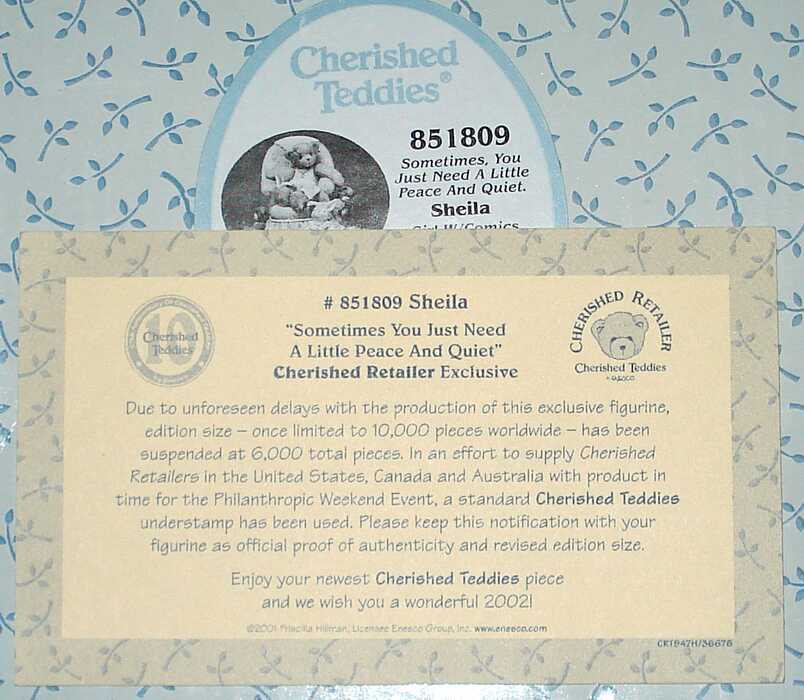 Cherished
Teddies®
851809
Sometimes, You
Just Need A Little
Peace And Quiet.
Sheila
Girl W/Comics
10
Cherished
Teddies
# 851809 Sheila
"Sometimes You Just Need
A Little Peace And Quiet"
Cherished Retailer Exclusive
CHERISHED RETAILER
Cherished Teddies
Due to unforeseen delays with the production of this exclusive figurine,
edition size – once limited to 10,000 pieces worldwide – has been
suspended at 6,000 total pieces. In an effort to supply Cherished
Retailers in the United States, Canada and Australia with product in
time for the Philanthropic Weekend Event, a standard Cherished Teddies
understamp has been used. Please keep this notification with your
figurine as official proof of authenticity and revised edition size.
Enjoy your newest Cherished Teddies piece
and we wish you a wonderful 2002!
©2001 Priscilla Hillman, Licensee Enesco Group, Inc. www.enesco.com
CRT947H/36678